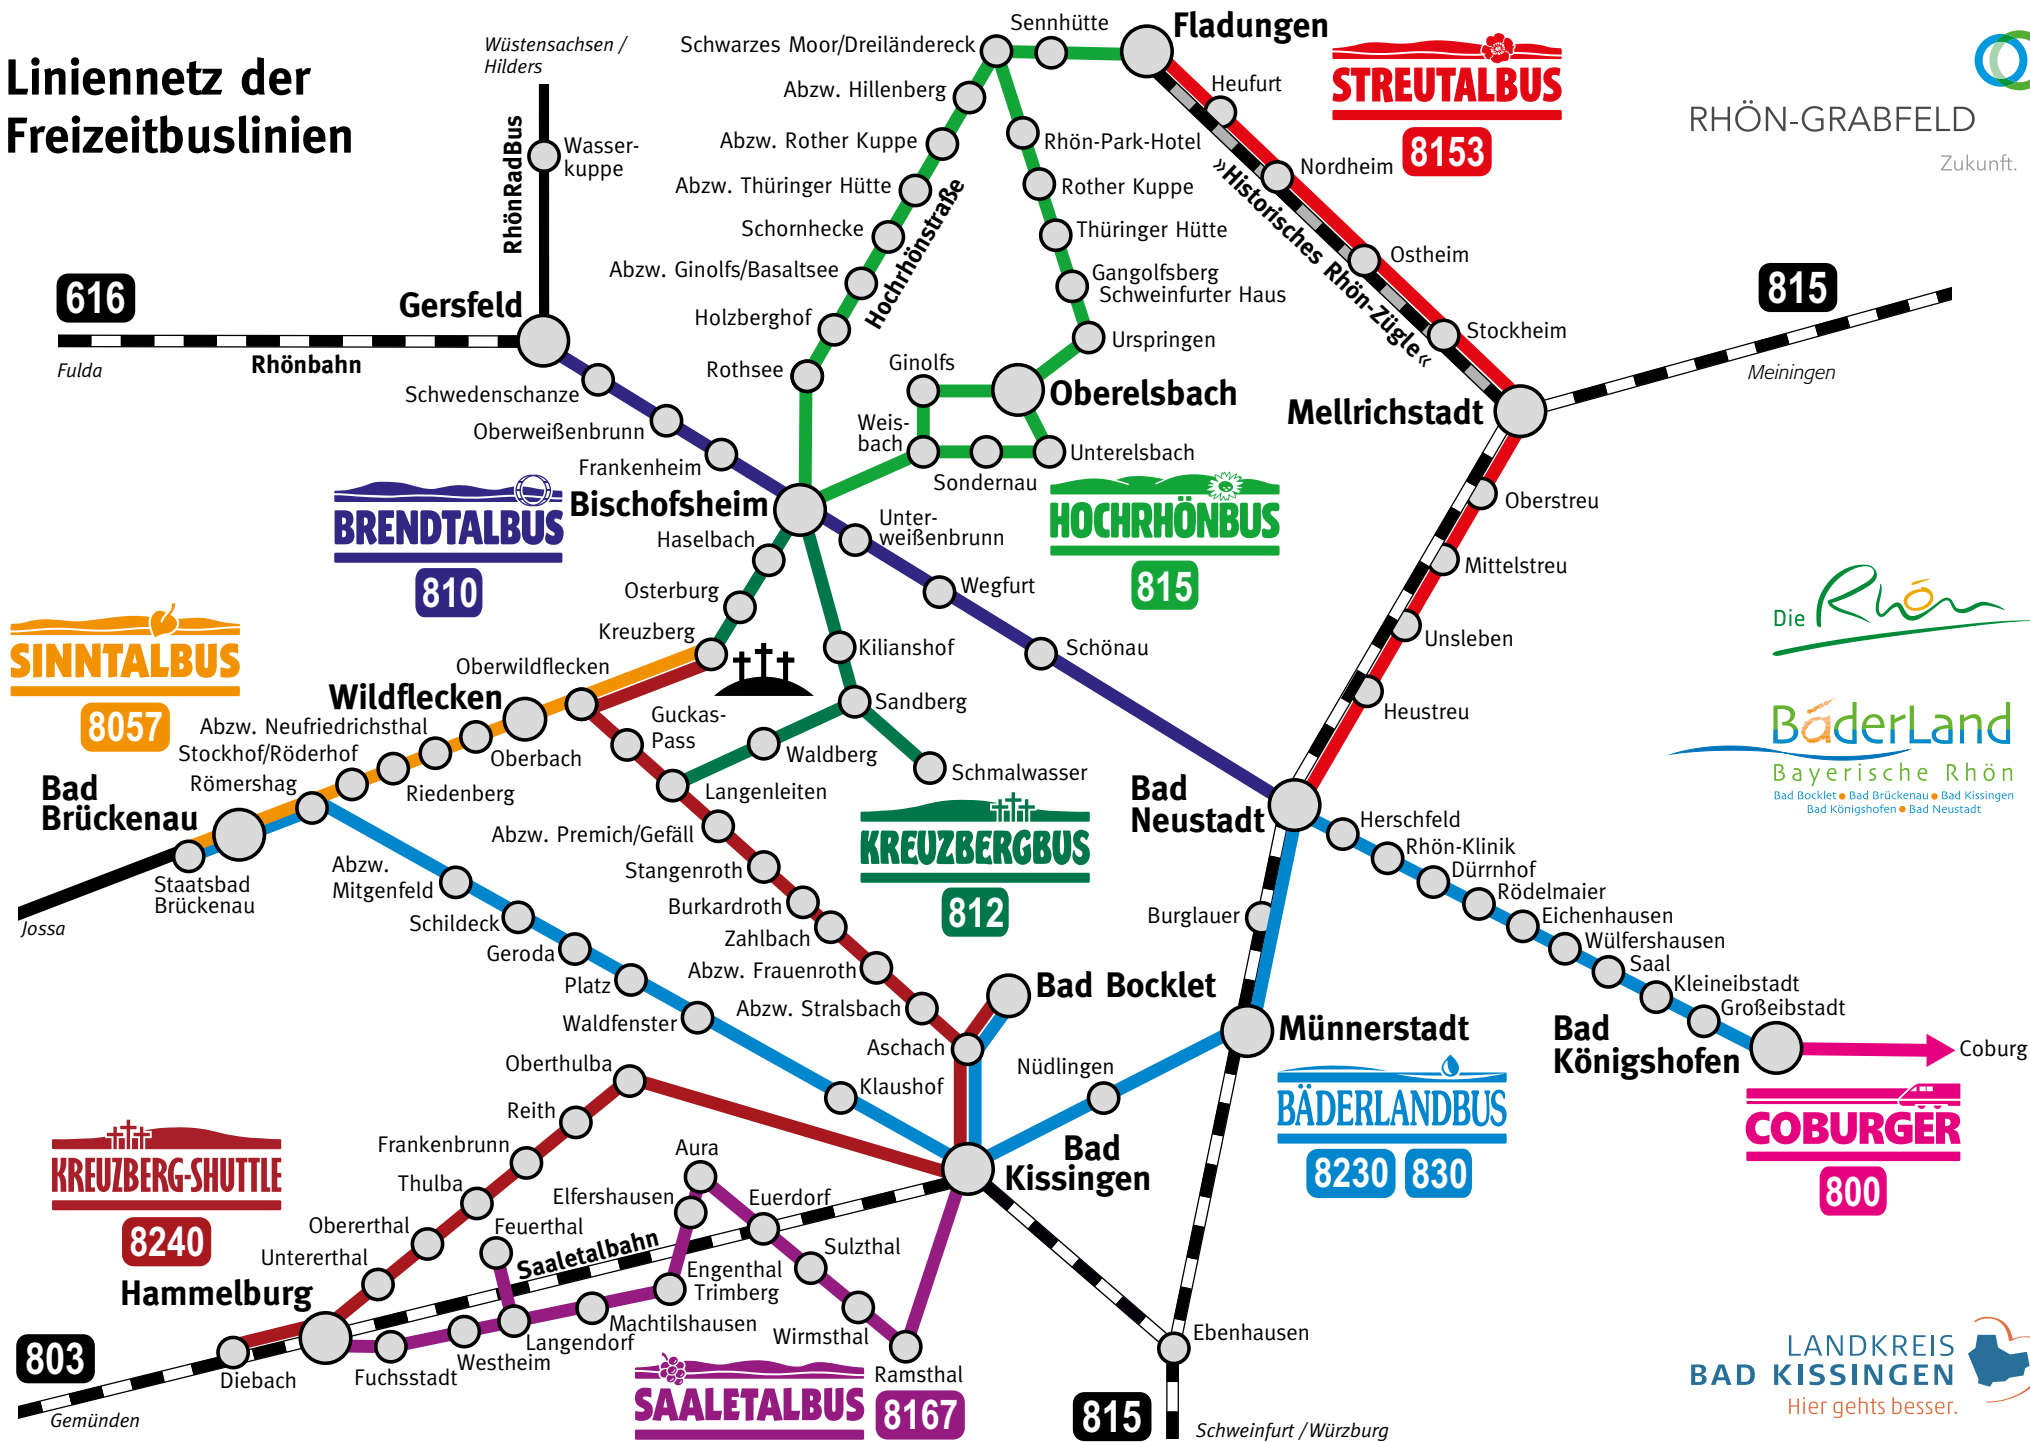 Liniennetz der
Freizeitbuslinien
Wüstensachsen /
Hilders
RhönRadBus
Wasser-
kuppe
616
Fulda
Rhönbahn
Gersfeld
Schwedenschanze
Oberweißenbrunn
Frankenheim
Bischofsheim
BRENDTALBUS
810
Sennhütte
Schwarzes Moor/Dreiländereck
Abzw. Hillenberg
Abzw. Rother Kuppe
Abzw. Thüringer Hütte
Schornhecke
Abzw. Ginolfs/Basaltsee
Holzberghof
Rothsee
Hochrhönstraße
Rhön-Park-Hotel
Rother Kuppe
Thüringer Hütte
Gangolfsberg
Schweinfurter Haus
Urspringen
Ginolfs
Oberelsbach
Weis-
bach
Unterelsbach
Sondernau
HOCHRHÖNBUS
815
Fladungen
Heufurt
Nordheim
Ostheim
Stockheim
»Historisches Rhön-Zügle«
STREUTALBUS
8153
Mellrichstadt
815
Meiningen
Oberstreu
Mittelstreu
Unsleben
Heustreu
RHÖN-GRABFELD
Zukunft.
Die Rhön
BäderLand
Bayerische Rhön
Bad Bocklet Bad Brückenau Bad Kissingen
Bad Königshofen Bad Neustadt
Unter-
weißenbrunn
Wegfurt
Schönau
Haselbach
Osterburg
Kreuzberg
Kilianshof
Sandberg
Waldberg
Schmalwasser
KREUZBERGBUS
812
SINNTALBUS
8057
Oberwildflecken
Wildflecken
Abzw. Neufriedrichsthal
Oberbach
Stockhof/Röderhof
Riedenberg
Römershag
Bad
Brückenau
Staatsbad
Brückenau
Jossa
Guckas-
Pass
Langenleiten
Abzw. Premich/Gefäll
Stangenroth
Burkardroth
Zahlbach
Abzw. Frauenroth
Abzw. Stralsbach
Aschach
Bad Bocklet
Abzw.
Mitgenfeld
Schildeck
Geroda
Platz
Waldfenster
Klaushof
Bad
Neustadt
Herschfeld
Rhön-Klinik
Dürrnhof
Rödelmaier
Eichenhausen
Wülfershausen
Saal
Kleineibstadt
Großeibstadt
Bad
Königshofen
Coburg
COBURGER
800
Burglauer
Münnerstadt
Nüdlingen
BÄDERLANDBUS
8230
830
Bad
Kissingen
Oberthulba
Reith
Frankenbrunn
Thulba
Obererthal
Untererthal
Hammelburg
KREUZBERG-SHUTTLE
8240
Diebach
803
Gemünden
Saaletalbahn
Feuerthal
Aura
Elfershausen
Euerdorf
Sulzthal
Engenthal
Trimberg
Machtilshausen
Langendorf
Westheim
Fuchsstadt
Wirmsthal
Ramsthal
SAALETALBUS
8167
Ebenhausen
815
Schweinfurt / Würzburg
LANDKREIS
BAD KISSINGEN
Hier gehts besser.